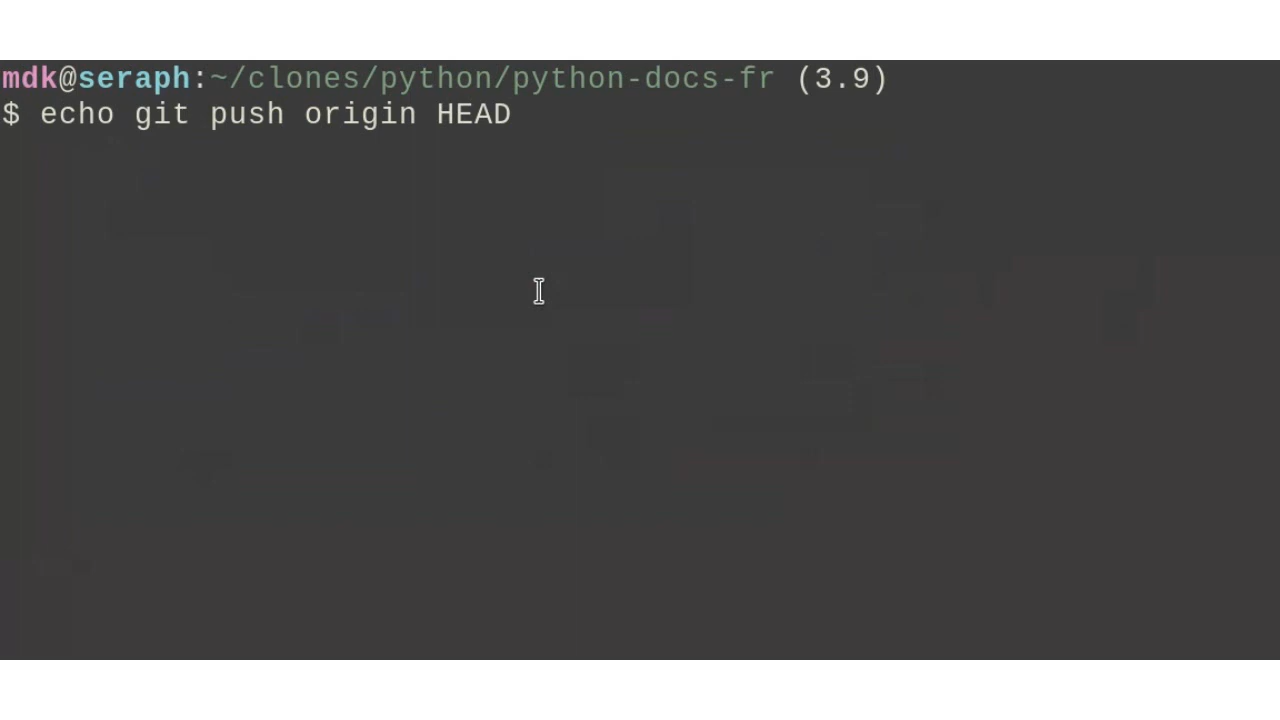 mdk@seraph:~/clones/python/python-docs-fr (3.9)
$ echo git push origin HEAD